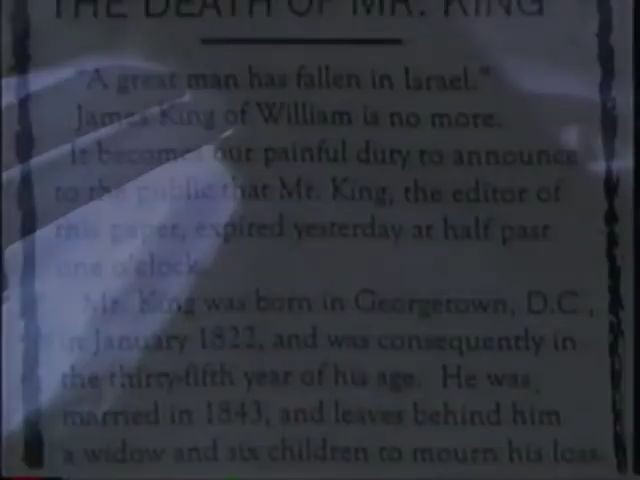 THE DEATH OF MR. KING
"A great man has fallen in Israel."
James King of William is no more.
It becomes our painful duty to announce
to the public that Mr. King, the editor of
this paper, expired yesterday at half past
one o'clock.
Mr. King was born in Georgetown, D.C.,
in January 1822, and was consequently in
the thirty-fifth year of his age. He was
married in 1843, and leaves behind him
a widow and six children to mourn his loss.